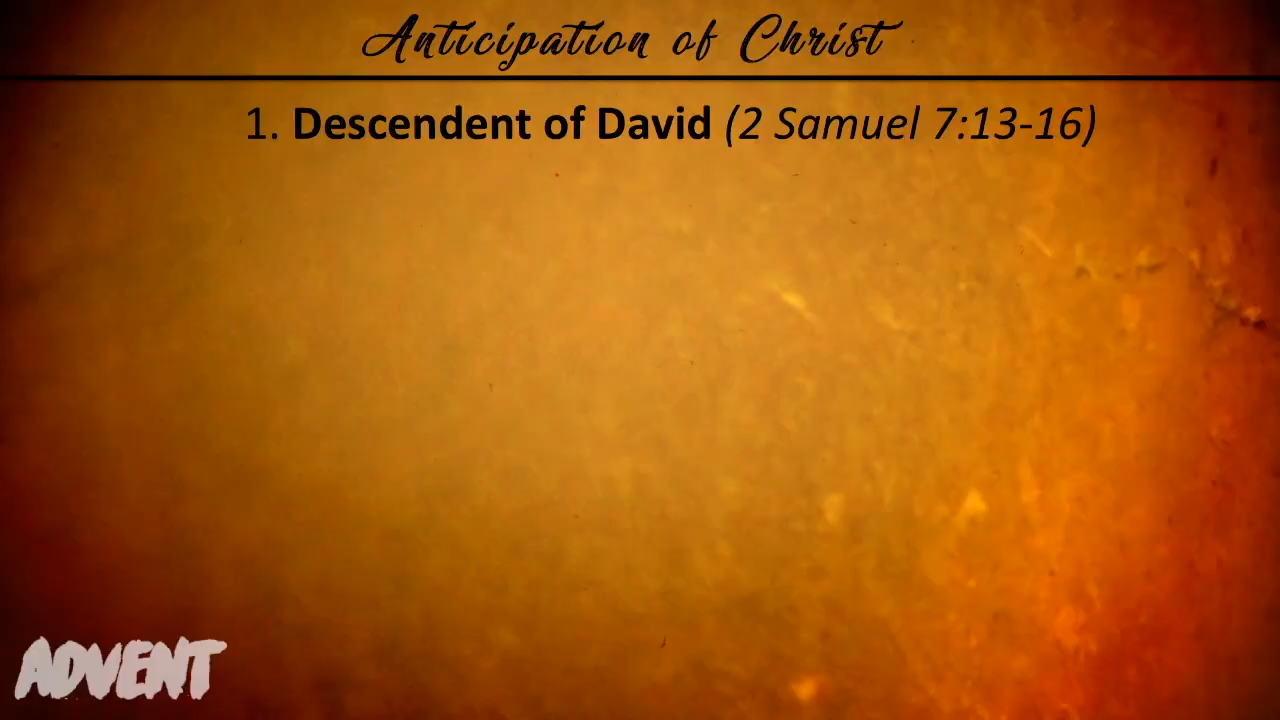 Anticipation of Christ
1. Descendent of David (2 Samuel 7:13-16)
ADVENT